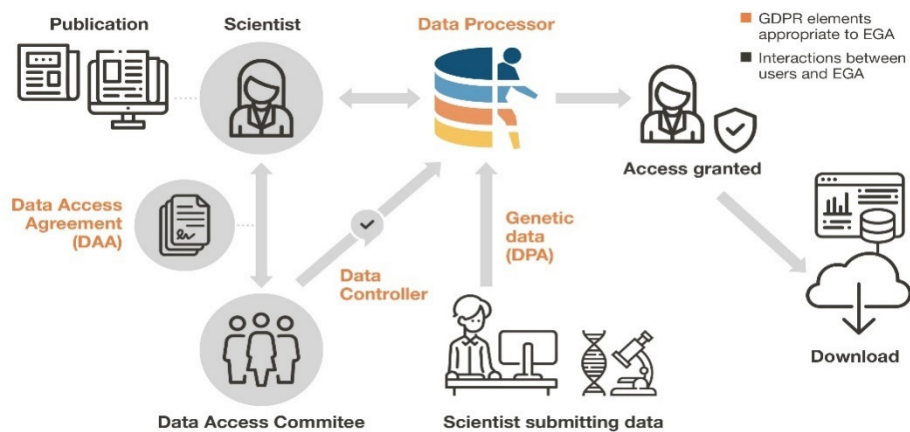 Publication
Scientist
Data Processor
GDPR elements
appropriate to EGA
Interactions between
users and EGA
Access granted
Data Access
Agreement
(DAA)
Genetic
data
(DPA)
Data
Controller
Download
Data Access Commitee
Scientist submitting data